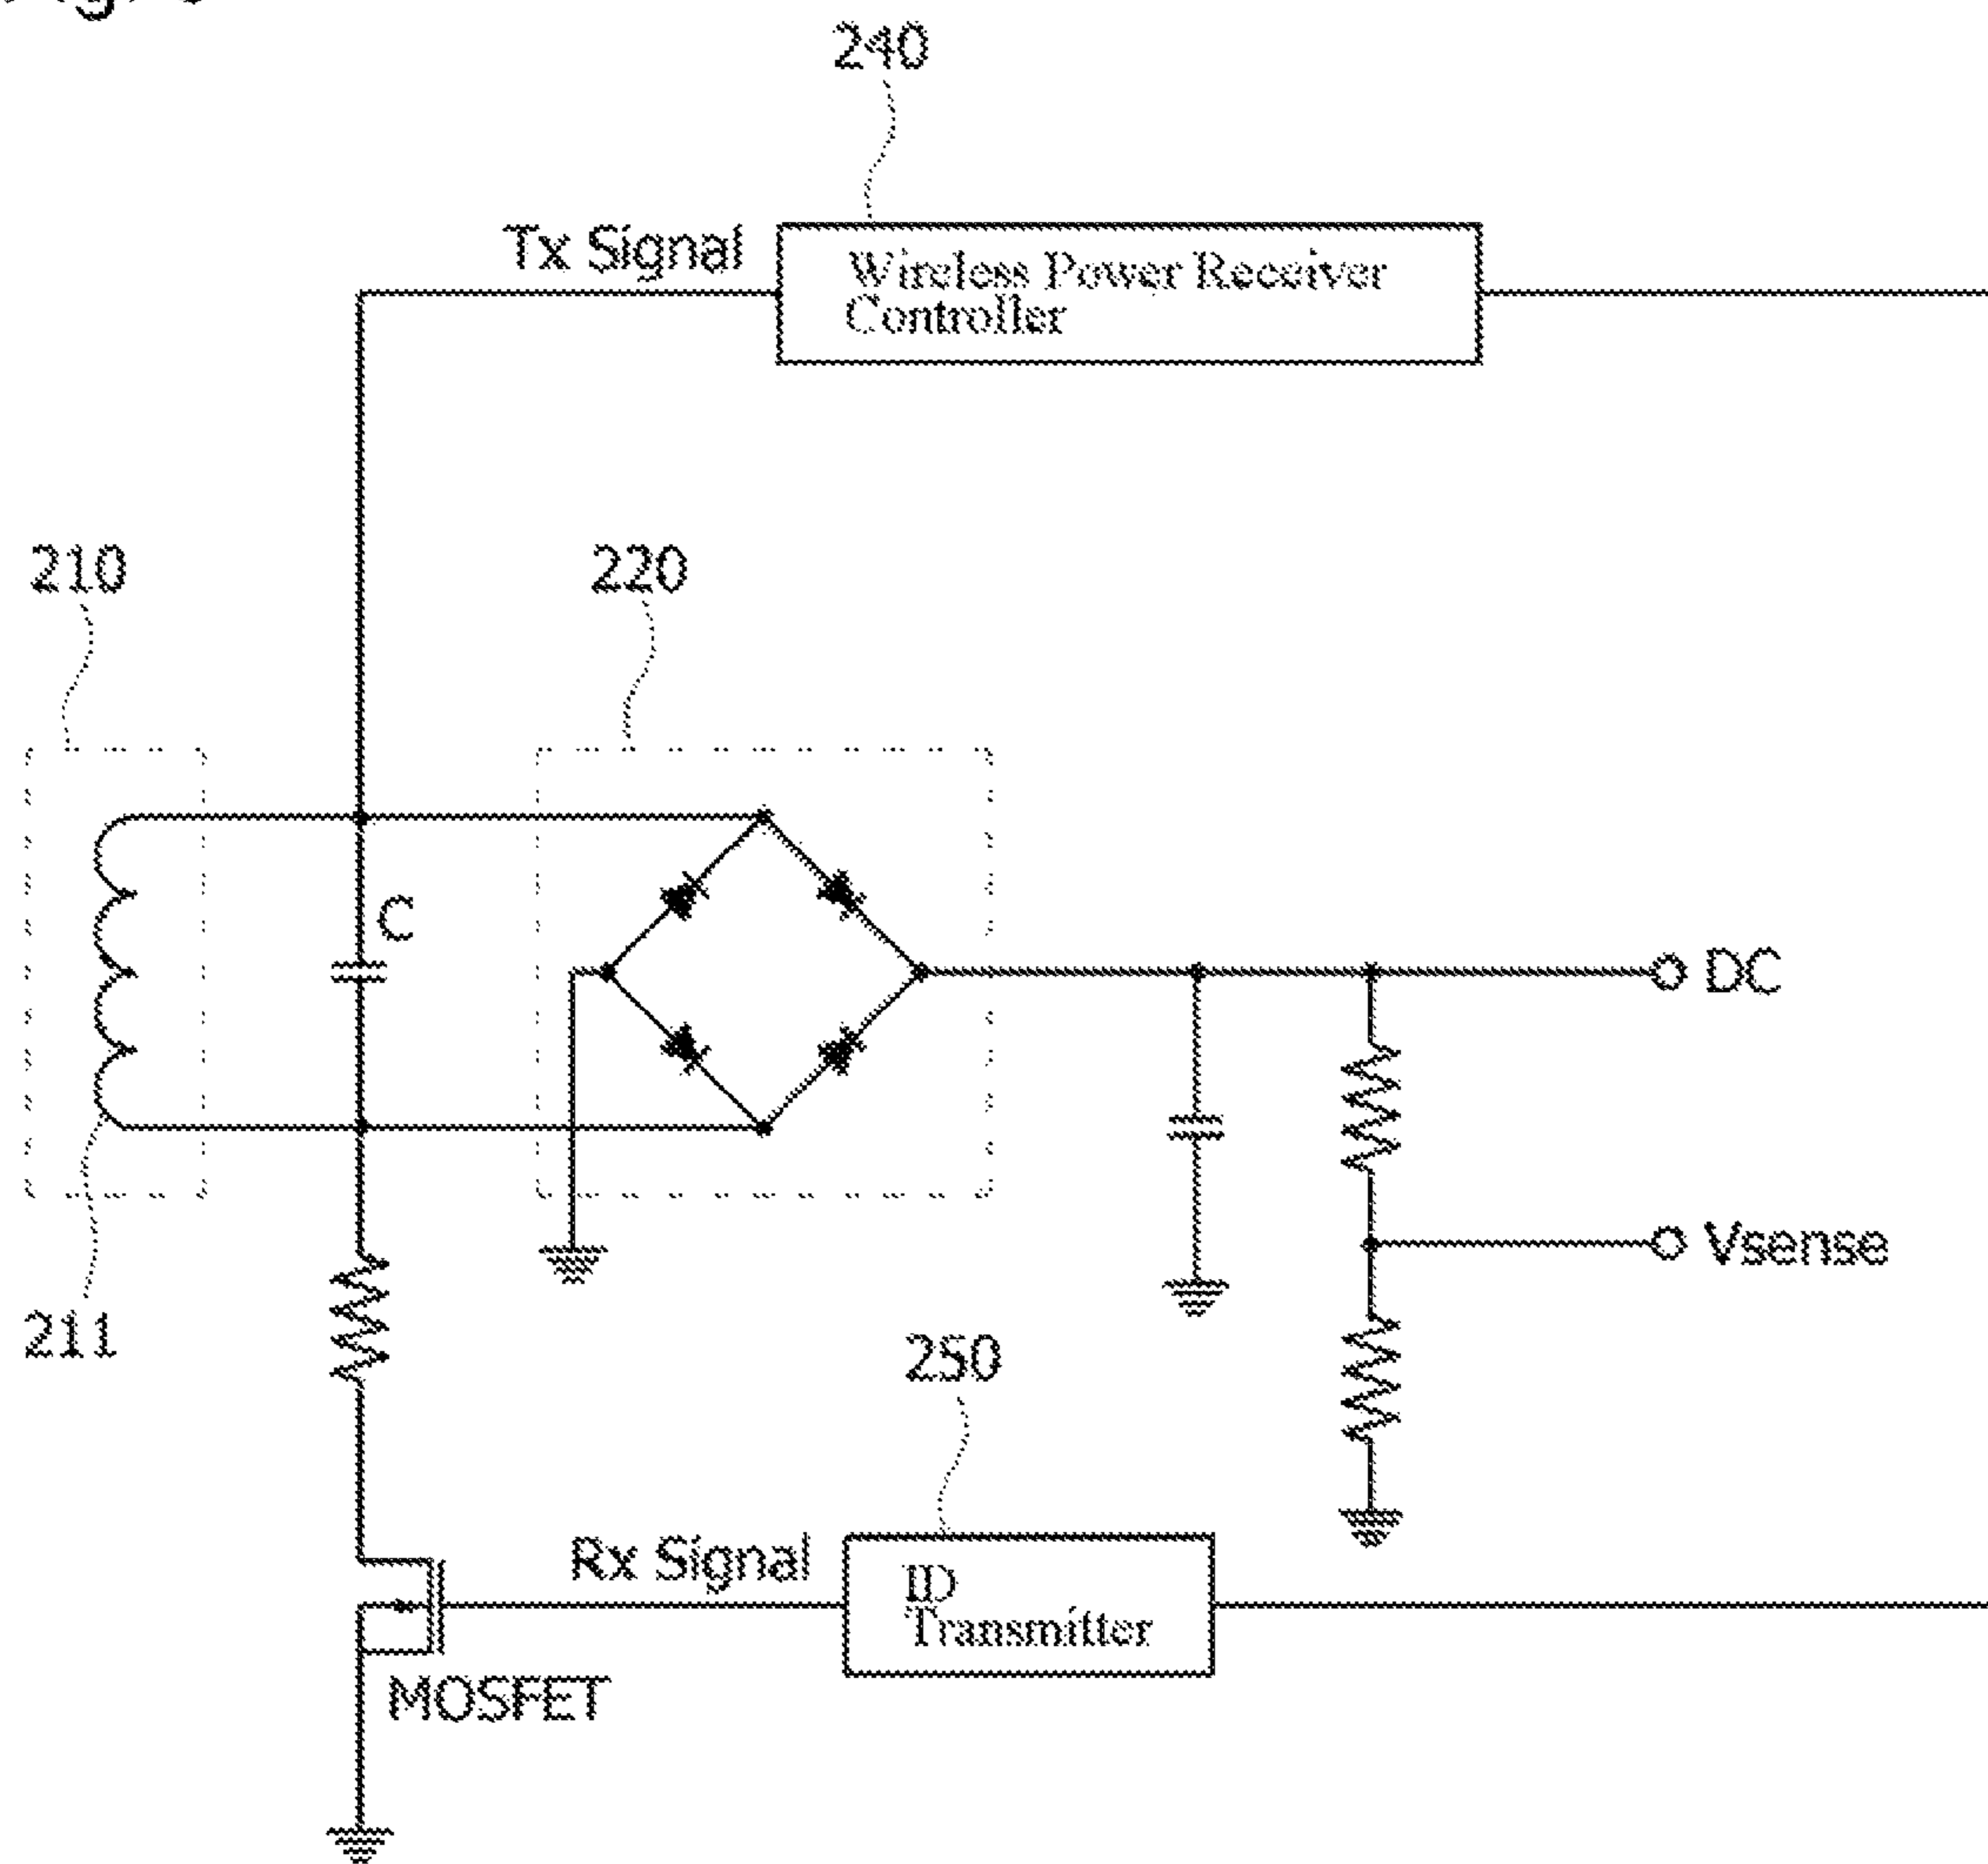 240
Tx Signal
Wireless Power Receiver
Controller
210
220
C
DC
Vsense
211
250
Rx Signal
ID
Transmitter
MOSFET